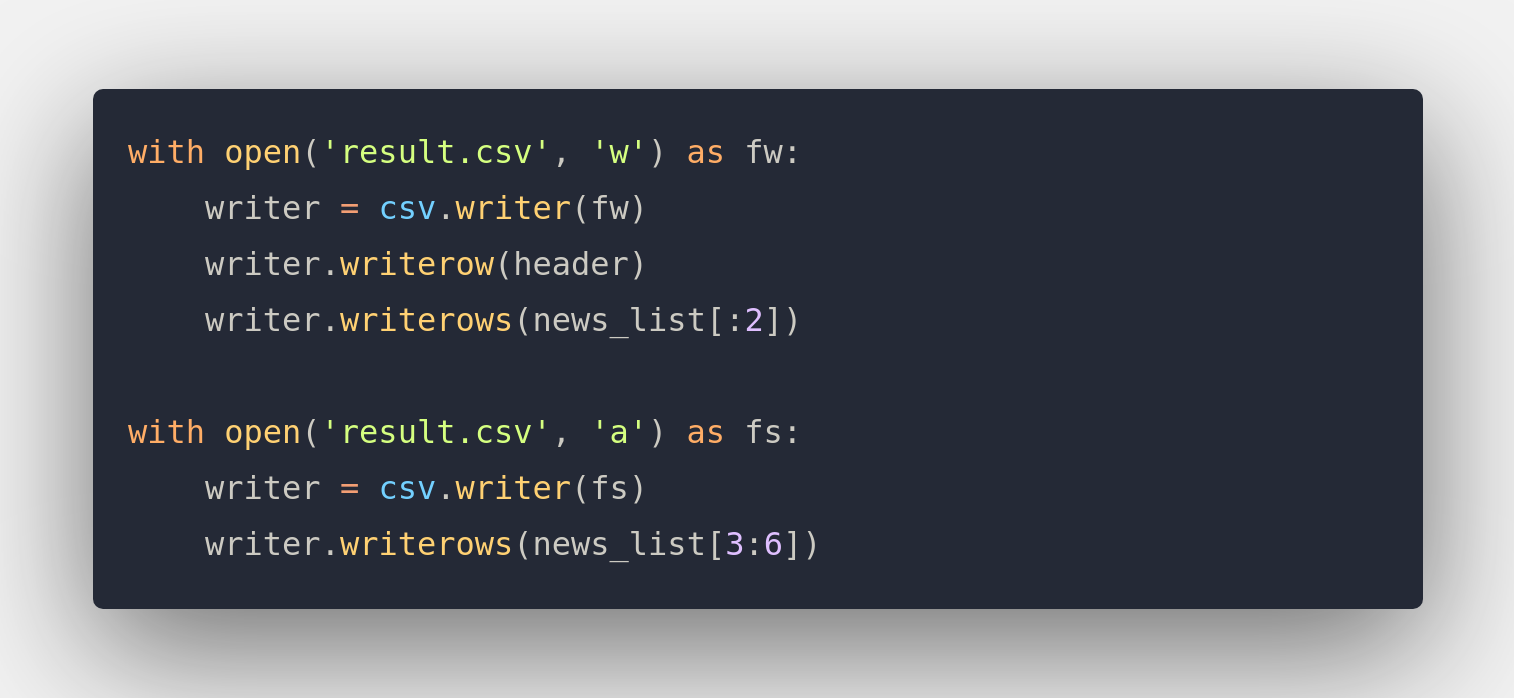 with open('result.csv', 'w') as fw:
    writer = csv.writer(fw)
    writer.writerow(header)
    writer.writerows(news_list[:2])

with open('result.csv', 'a') as fs:
    writer = csv.writer(fs)
    writer.writerows(news_list[3:6])